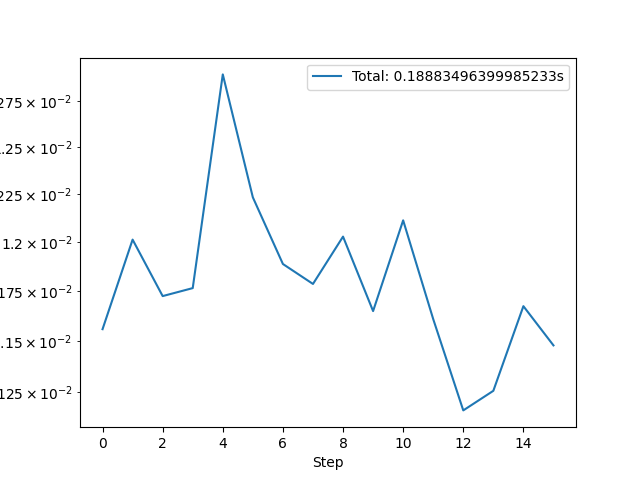 Total: 0.18883496399985233s
275 × 10⁻²
.25 × 10⁻²
225 × 10⁻²
1.2 × 10⁻²
175 × 10⁻²
.15 × 10⁻²
125 × 10⁻²
0 2 4 6 8 10 12 14
Step